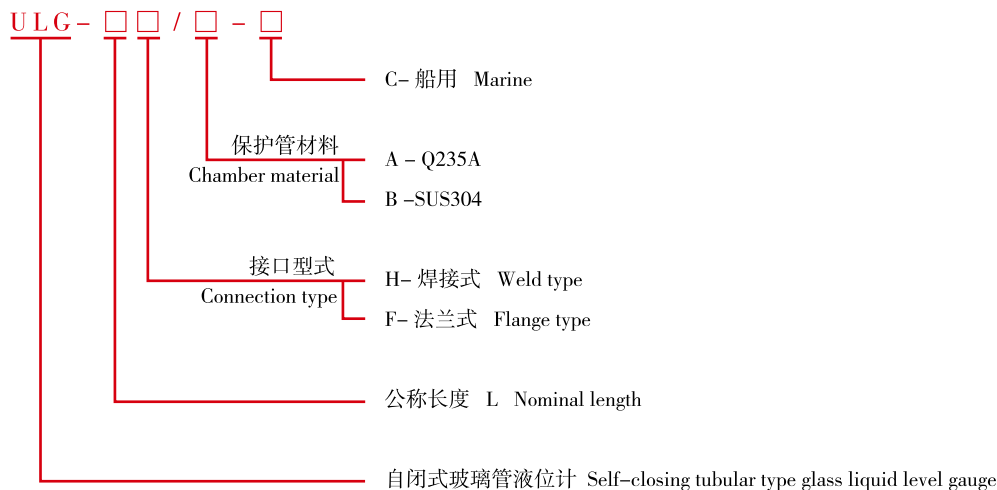 ULG-□□/□-□
C-船用 Marine
保护管材料
Chamber material
A-Q235A
B-SUS304
接口型式
Connection type
H-焊接式 Weld type
F-法兰式 Flange type
公称长度 L Nominal length
自闭式玻璃管液位计 Self-closing tubular type glass liquid level gauge